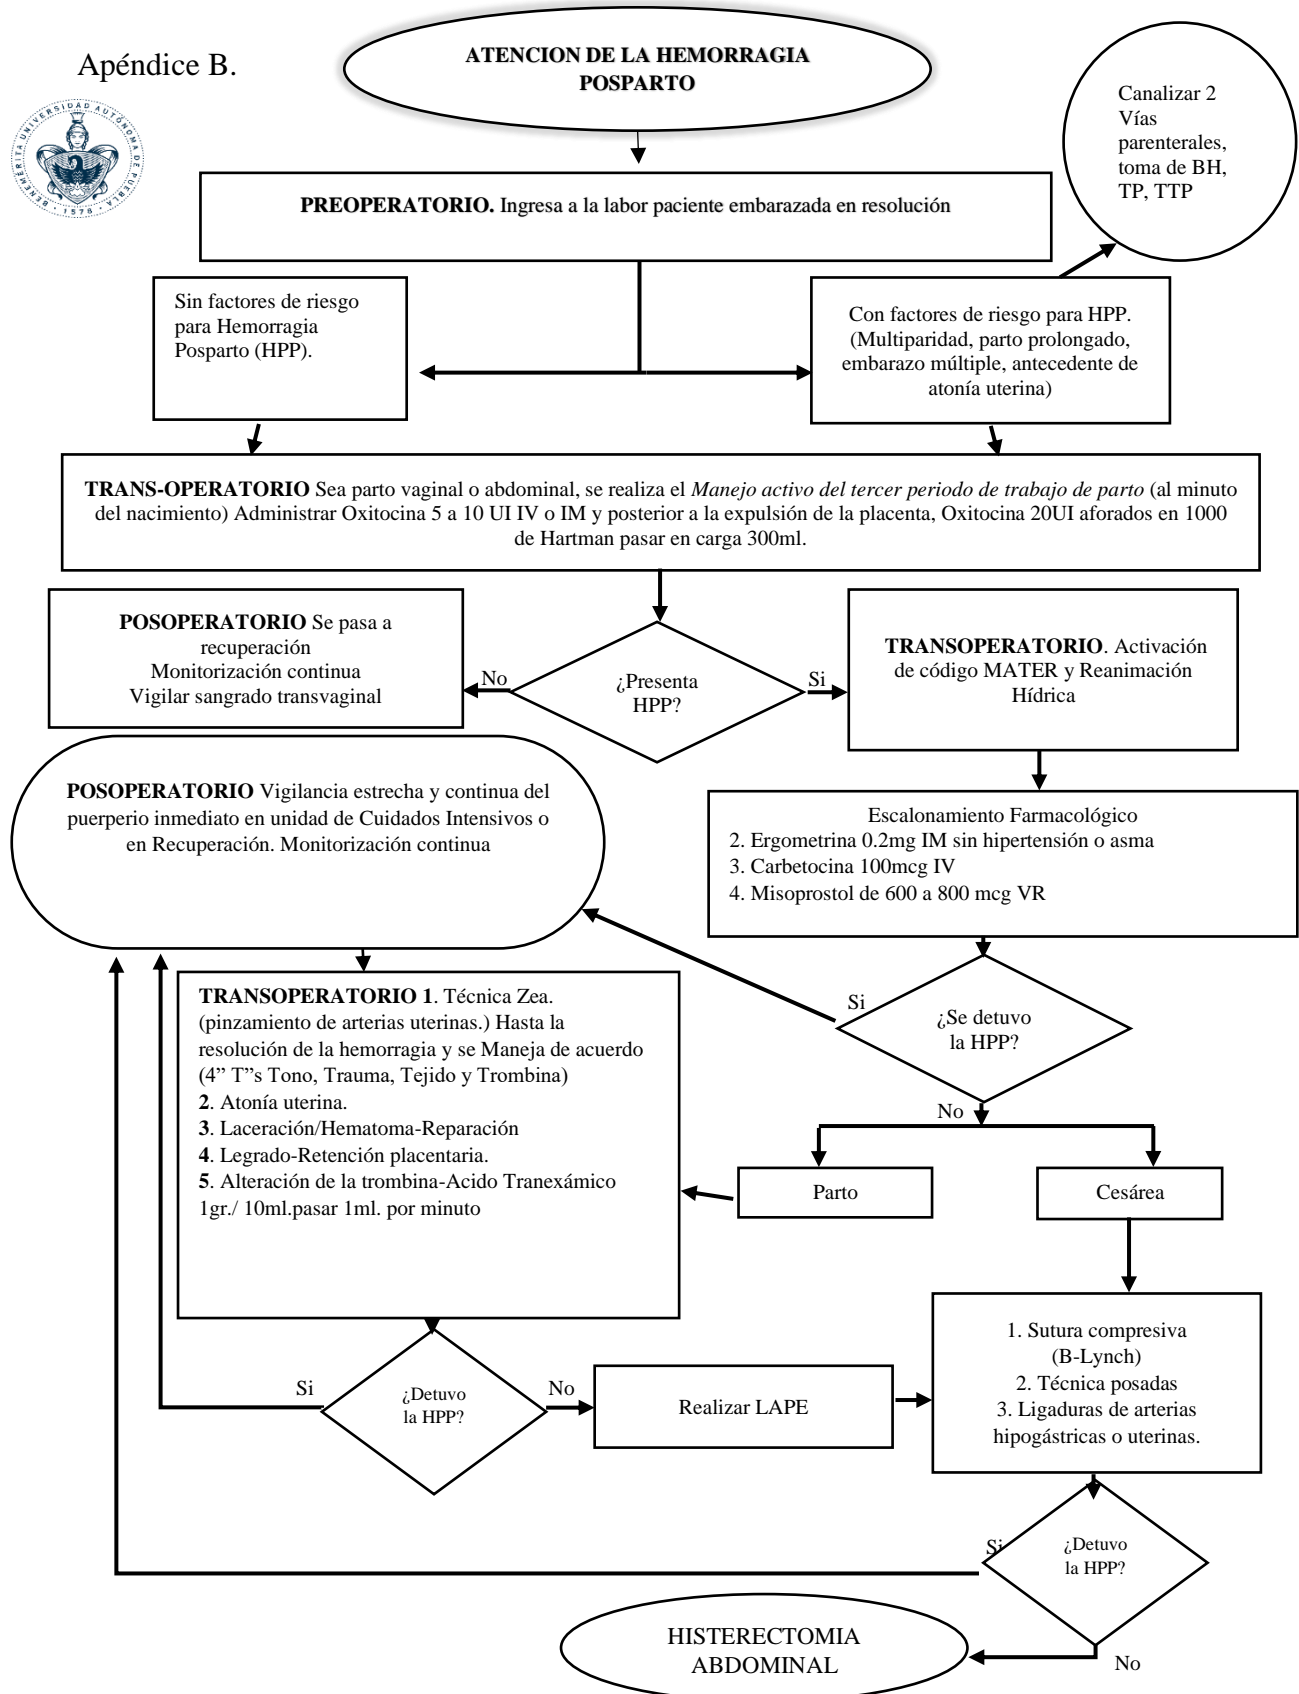 Apéndice B.
ATENCION DE LA HEMORRAGIA
POSPARTO
Canalizar 2
Vías
parenterales,
toma de BH,
TP, TTP
BENEMÉRITA UNIVERSIDAD AUTÓNOMA DE PUEBLA
1578
PREOPERATORIO. Ingresa a la labor paciente embarazada en resolución
Sin factores de riesgo
para Hemorragia
Posparto (HPP).
Con factores de riesgo para HPP.
(Multiparidad, parto prolongado,
embarazo múltiple, antecedente de
atonía uterina)
TRANS-OPERATORIO Sea parto vaginal o abdominal, se realiza el Manejo activo del tercer periodo de trabajo de parto (al minuto
del nacimiento) Administrar Oxitocina 5 a 10 UI IV o IM y posterior a la expulsión de la placenta, Oxitocina 20UI aforados en 1000
de Hartman pasar en carga 300ml.
POSOPERATORIO Se pasa a
recuperación
Monitorización continua
Vigilar sangrado transvaginal
No
¿Presenta
HPP?
Si
TRANSOPERATORIO. Activación
de código MATER y Reanimación
Hídrica
POSOPERATORIO Vigilancia estrecha y continua del
puerperio inmediato en unidad de Cuidados Intensivos o
en Recuperación. Monitorización continua
Escalonamiento Farmacológico
2. Ergometrina 0.2mg IM sin hipertensión o asma
3. Carbetocina 100mcg IV
4. Misoprostol de 600 a 800 mcg VR
Si
¿Se detuvo
la HPP?
No
TRANSOPERATORIO 1. Técnica Zea.
(pinzamiento de arterias uterinas.) Hasta la
resolución de la hemorragia y se Maneja de acuerdo
(4” T”s Tono, Trauma, Tejido y Trombina)
2. Atonía uterina.
3. Laceración/Hematoma-Reparación
4. Legrado-Retención placentaria.
5. Alteración de la trombina-Acido Tranexámico
1gr./ 10ml.pasar 1ml. por minuto
Parto
Cesárea
1. Sutura compresiva
(B-Lynch)
2. Técnica posadas
3. Ligaduras de arterias
hipogástricas o uterinas.
Si
¿Detuvo
la HPP?
No
Realizar LAPE
Si
¿Detuvo
la HPP?
No
HISTERECTOMIA
ABDOMINAL